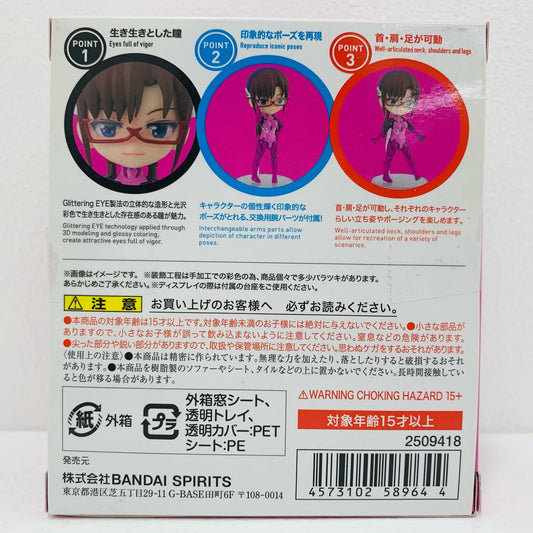 POINT 1
生き生きとした瞳
Eyes full of vigor
POINT 2
印象的なポーズを再現
Reproduce iconic poses
POINT 3
首・肩・足が可動
Well-articulated neck, shoulders and legs
Glittering EYE製法の立体的な造形と光沢
彩色で生き生きとした存在感のある瞳が魅力。
Glittering EYE technology applied through
3D modeling and glossy coloring,
create attractive eyes full of vigor.
キャラクターの個性輝く印象的な
ポーズがとれる、交換用腕パーツが付属!
Interchangeable arms parts allow
depiction of character in different
poses.
首・肩・足が可動し、それぞれのキャラクター
らしい立ち姿やポージングを楽しめます。
Well-articulated neck, shoulders and legs
allow for recreation of a variety of
scenarios.
※画像はイメージです。 ※装飾工程は手加工での彩色の為、商品個々で多少バラツキがあります。
あらかじめご了承ください。 ※ディスプレイの際は付属の台座をご使用ください。
注意 お買い上げのお客様へ 必ずお読みください。
●本商品の対象年齢は15才以上です。対象年齢未満のお子様には絶対に与えないでください。●小さな部品が
ありますので、小さなお子様が誤って飲み込まないように注意してください。窒息などの危険があります。
●尖った部分や鋭い部分がありますので、取扱や保管場所に注意してください。思わぬケガをするおそれがあります。
〈使用上の注意〉●本商品は精密に作られています。無理な力を加えたり、落としたりすると破損するおそれが
あります。●本商品を樹脂製のソファーやシート、タイルなどの上に置かないでください。長時間接触している
と色が移る場合があります。
⚠WARNING CHOKING HAZARD 15+
紙 外箱
プラ
外箱窓シート、
透明トレイ、
透明カバー:PET
シート:PE
対象年齢15才以上
2509418
発売元
株式会社BANDAI SPIRITS
東京都港区芝五丁目29-11 G-BASE田町6F 〒108-0014
4573102 58964 4